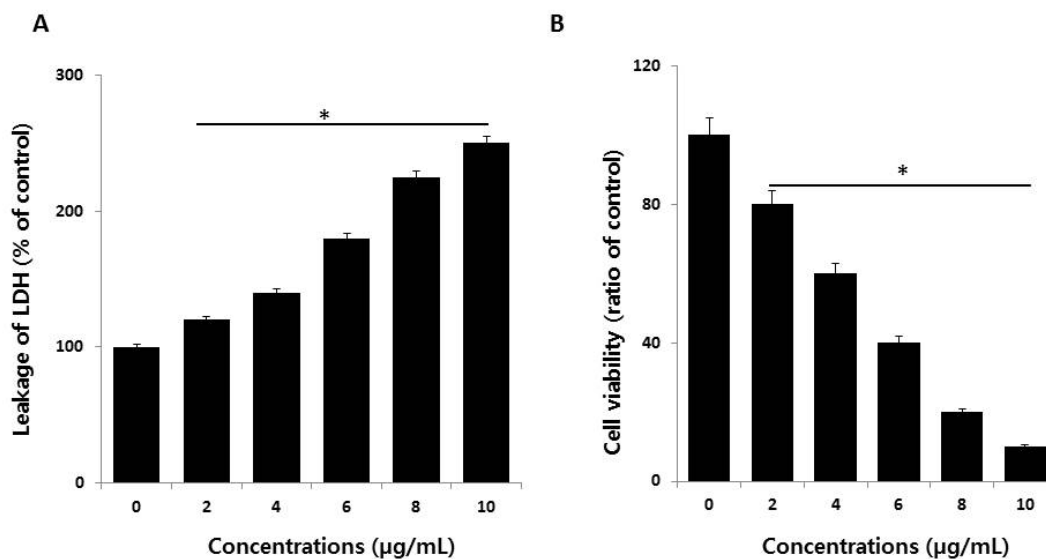 A
Leakage of LDH (% of control)
300
200
100
0
*
0 2 4 6 8 10
Concentrations (μg/mL)
B
Cell viability (ratio of control)
120
80
40
0
*
0 2 4 6 8 10
Concentrations (μg/mL)